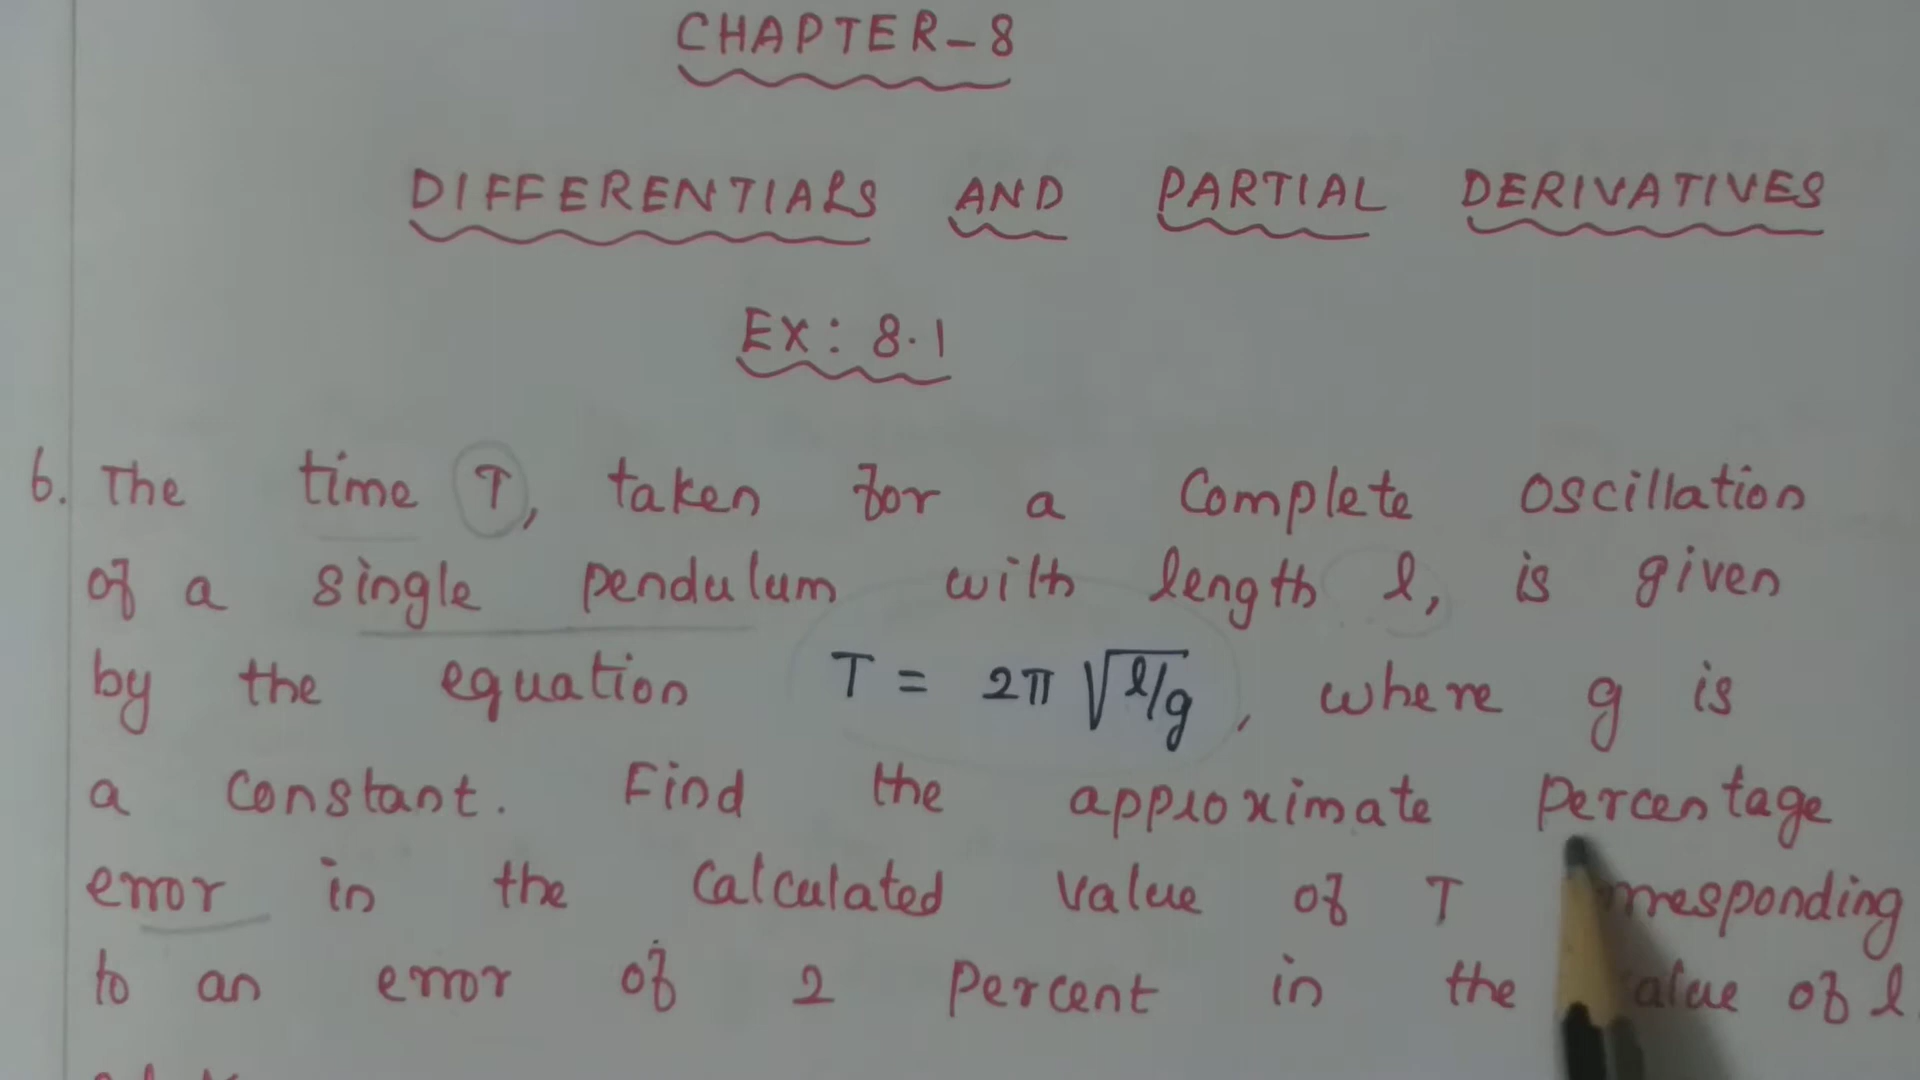 CHAPTER-8
DIFFERENTIALS AND PARTIAL DERIVATIVES
EX: 8.1
6. The time T, taken for a complete oscillation
of a single pendulum with length l, is given
by the equation T = 2π √l/g, where g is
a constant. Find the approximate percentage
error in the calculated value of T
to an error of 2 percent in the of l